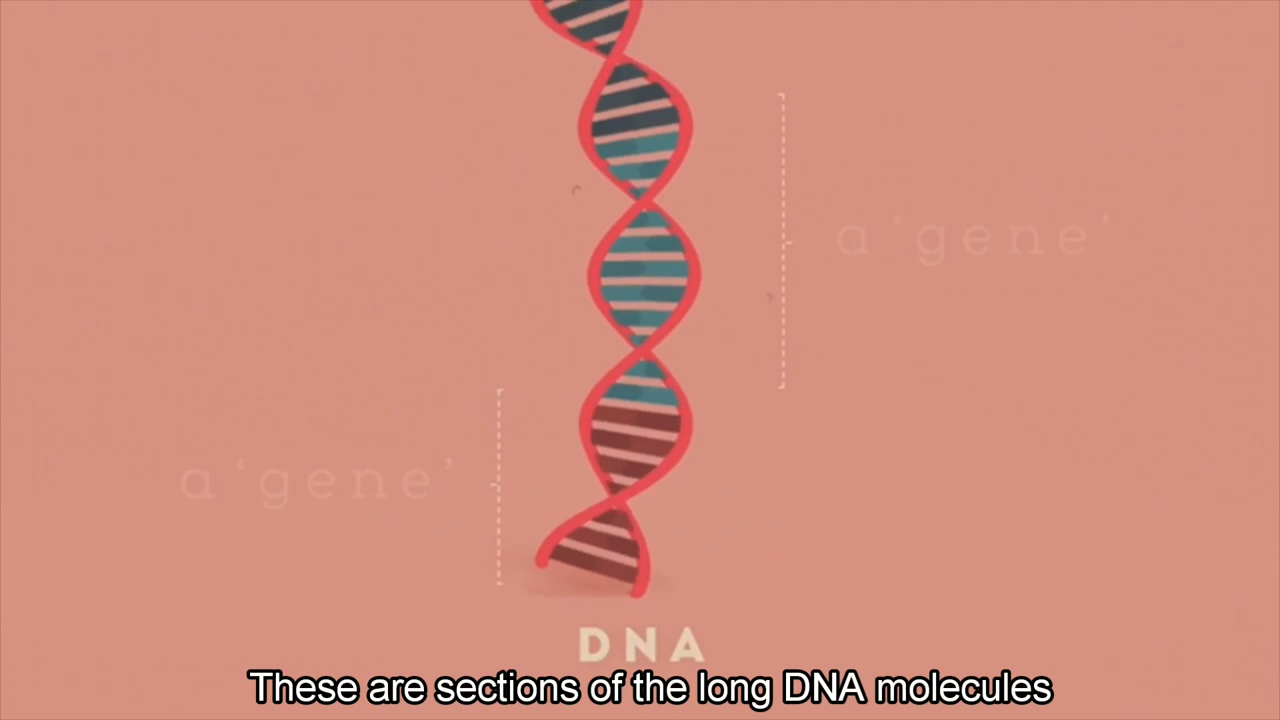 a ‘gene’
a ‘gene’
DNA
These are sections of the long DNA molecules